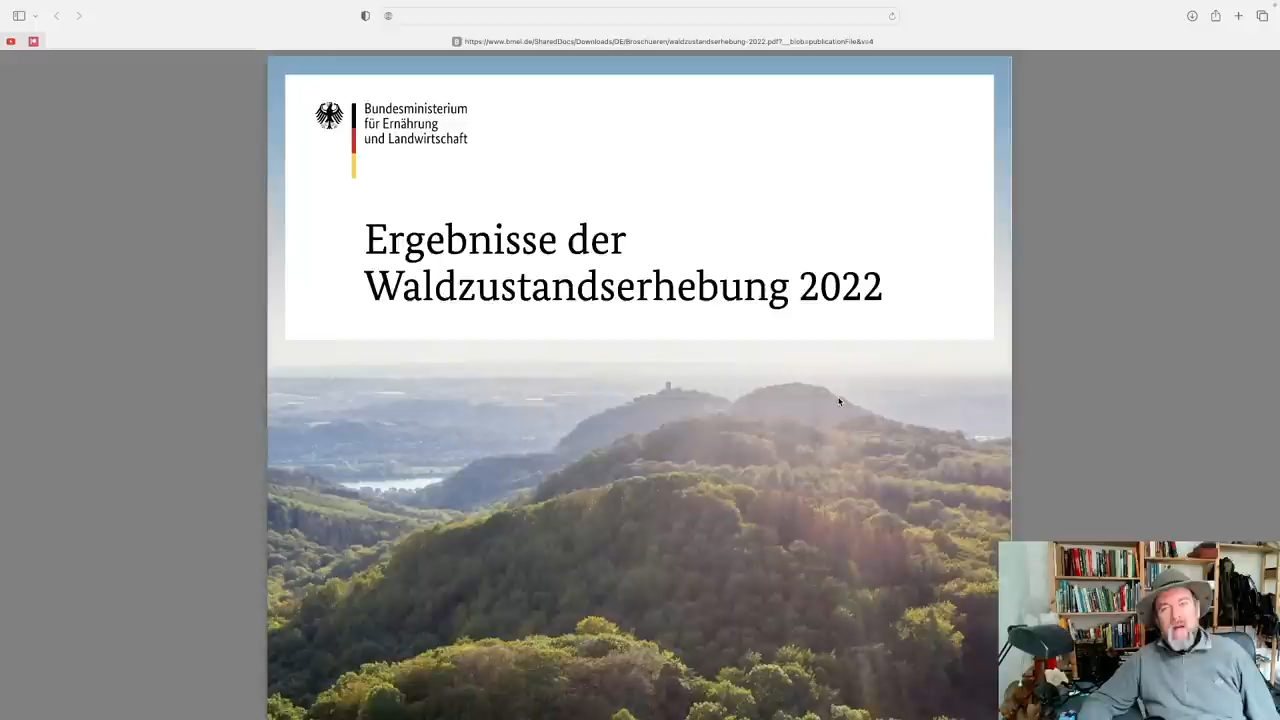 https://www.bmel.de/SharedDocs/Downloads/DE/Broschueren/waldzustandserhebung-2022.pdf?__blob=publicationFile&v=4
Bundesministerium
für Ernährung
und Landwirtschaft
Ergebnisse der
Waldzustandserhebung 2022